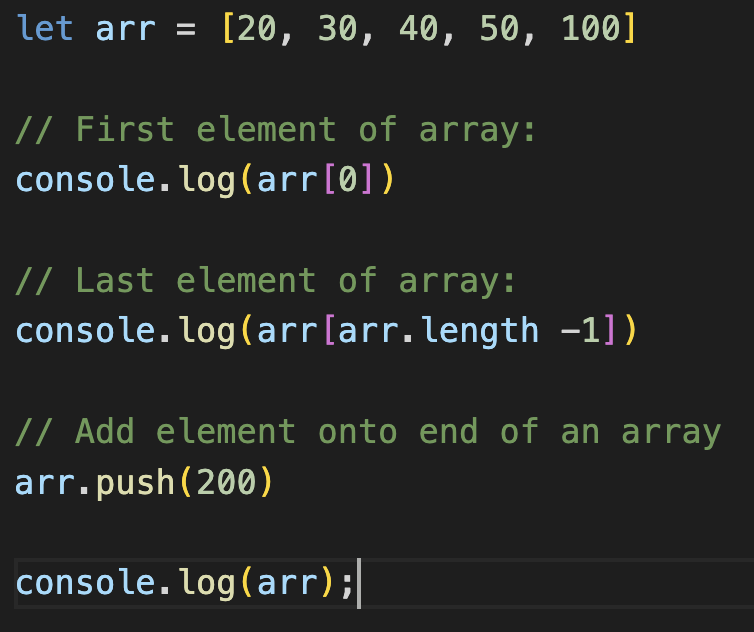 let arr = [20, 30, 40, 50, 100]
// First element of array:
console.log(arr[0])
// Last element of array:
console.log(arr[arr.length -1])
// Add element onto end of an array
arr.push(200)
console.log(arr);